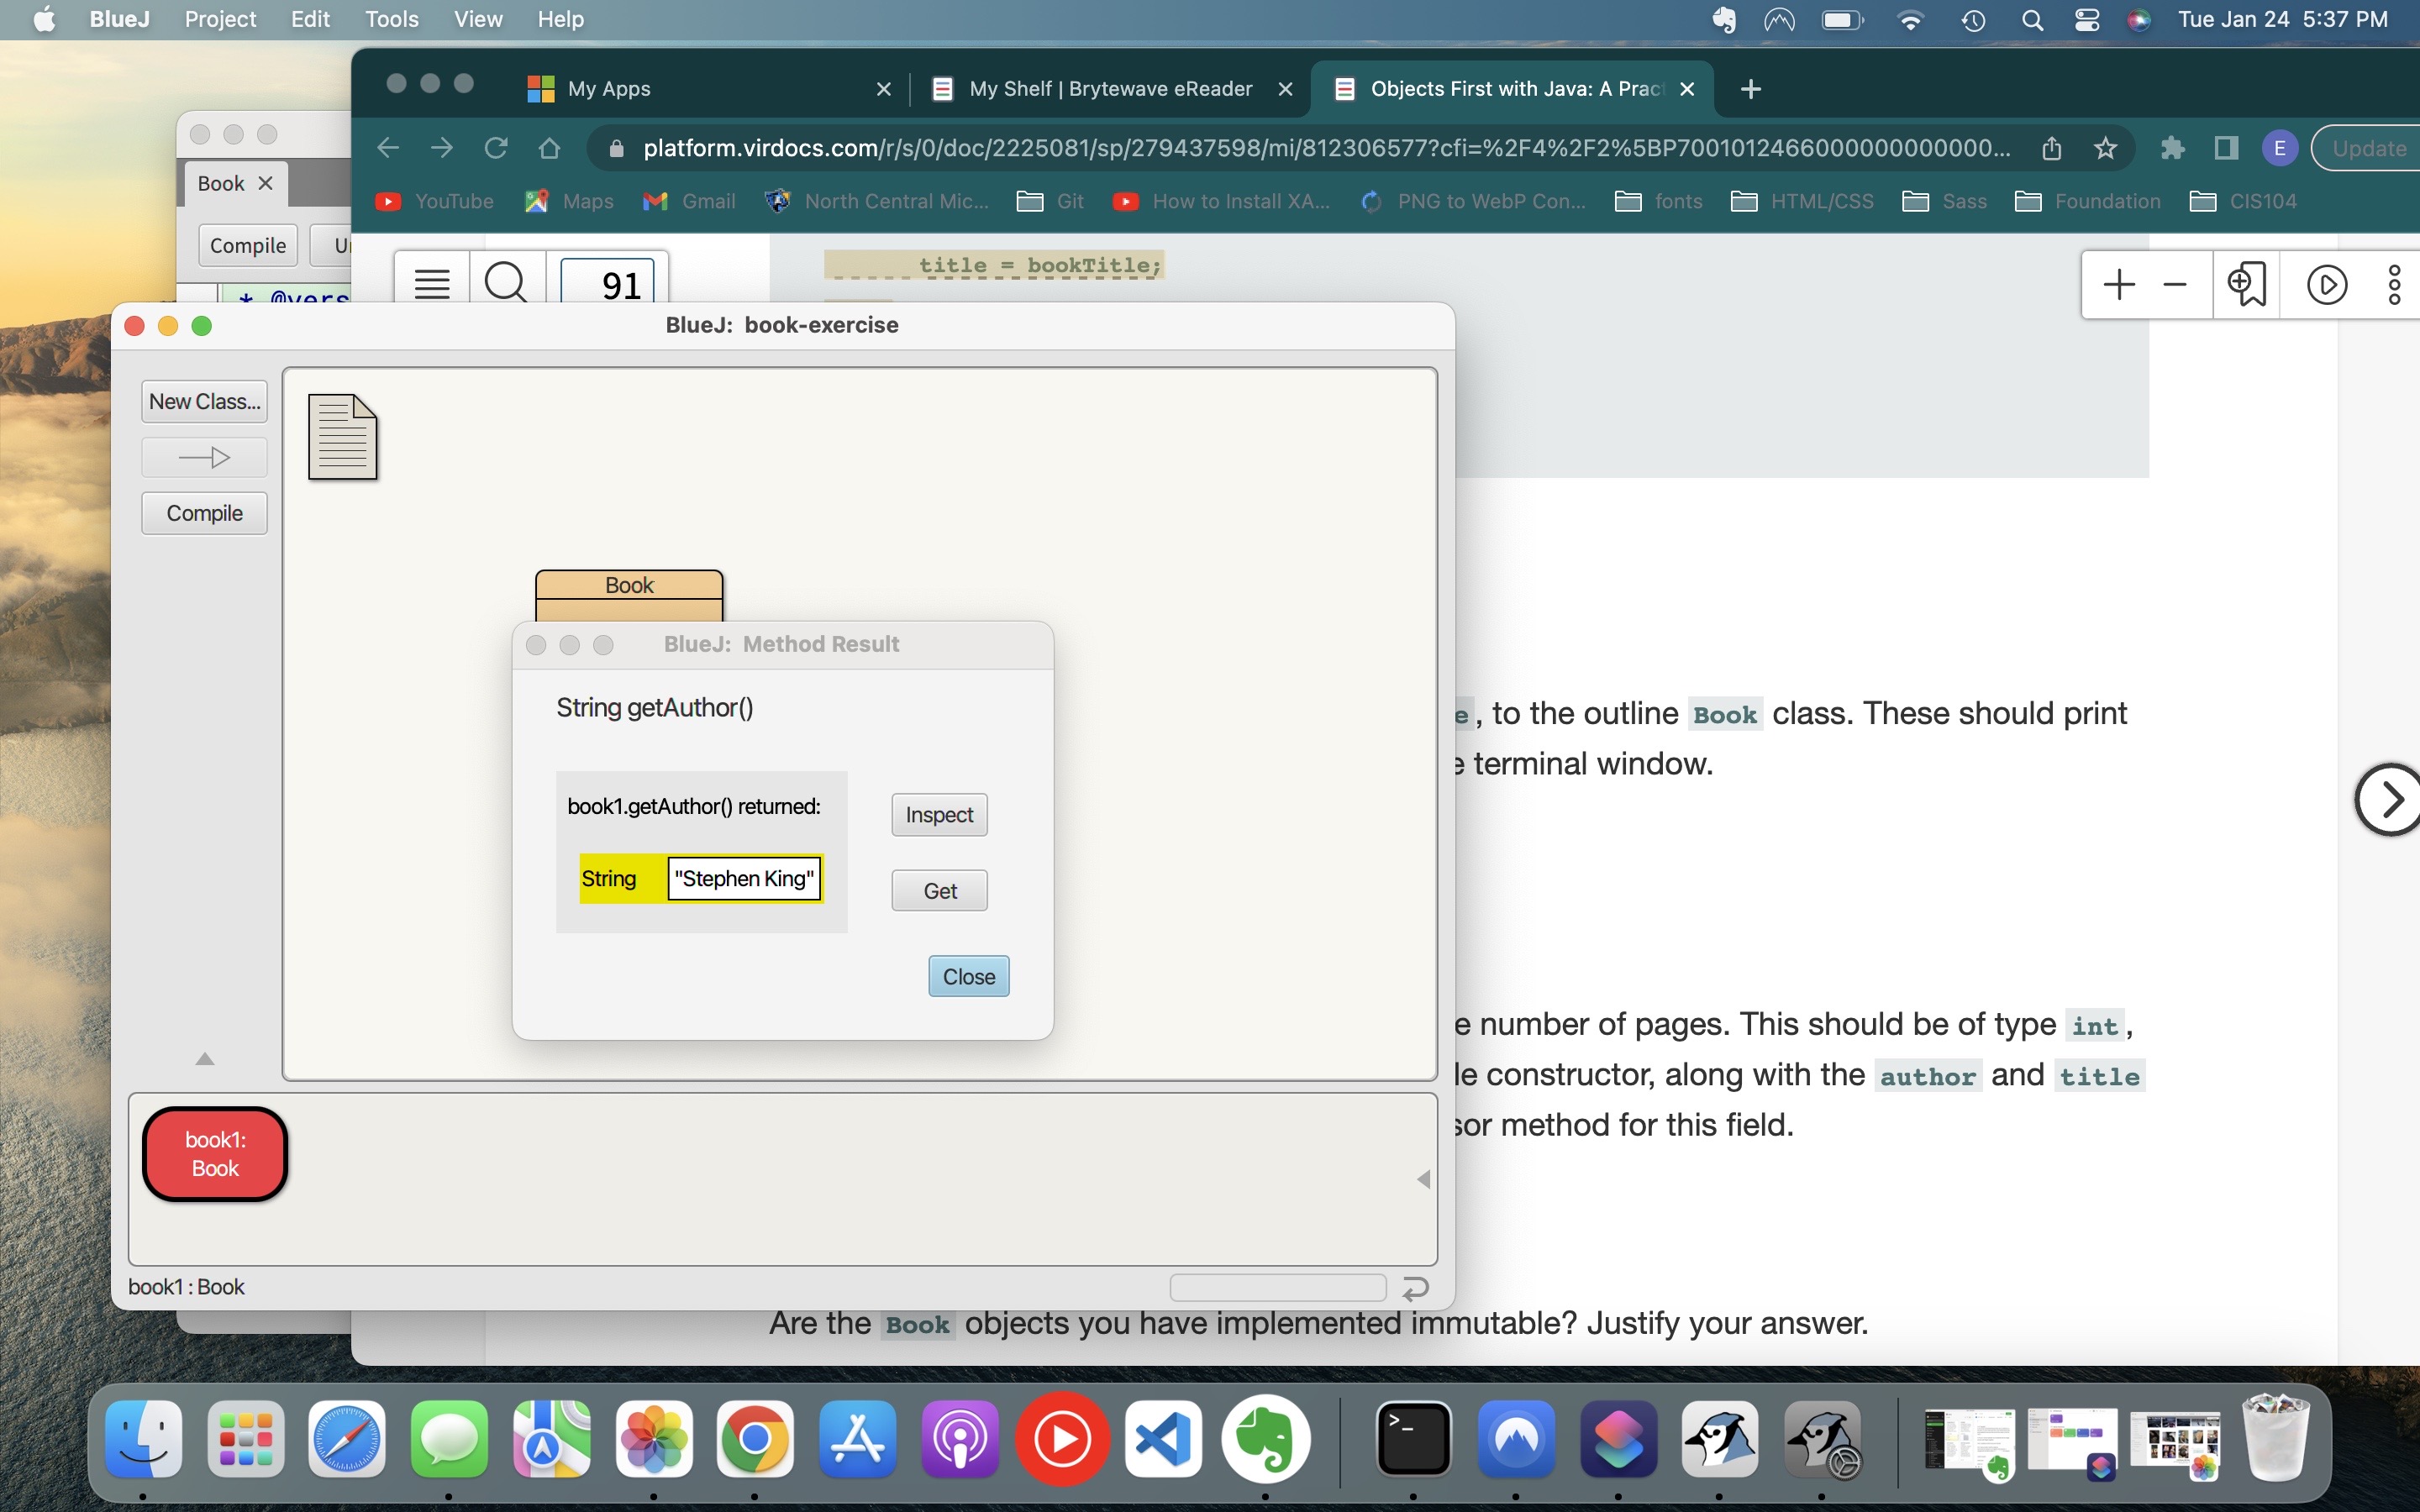 BlueJ Project Edit Tools View Help Tue Jan 24 5:37 PM
My Apps My Shelf | Brytewave eReader Objects First with Java: A Prac
platform.virdocs.com/r/s/0/doc/2225081/sp/279437598/mi/812306577?cfi=%2F4%2F2%5BP7001012466000000000000... E Update
YouTube Maps Gmail North Central Mic... Git How to Install XA... PNG to WebP Con... fonts HTML/CSS Sass Foundation CIS104
Book
Compile
* @vers
91
title = bookTitle;
BlueJ: book-exercise
New Class...
Compile
Book
BlueJ: Method Result
String getAuthor()
book1.getAuthor() returned:
String "Stephen King"
Inspect
Get
Close
e, to the outline Book class. These should print
e terminal window.
e number of pages. This should be of type int,
le constructor, along with the author and title
sor method for this field.
book1:
Book
book1 : Book
Are the Book objects you have implemented immutable? Justify your answer.